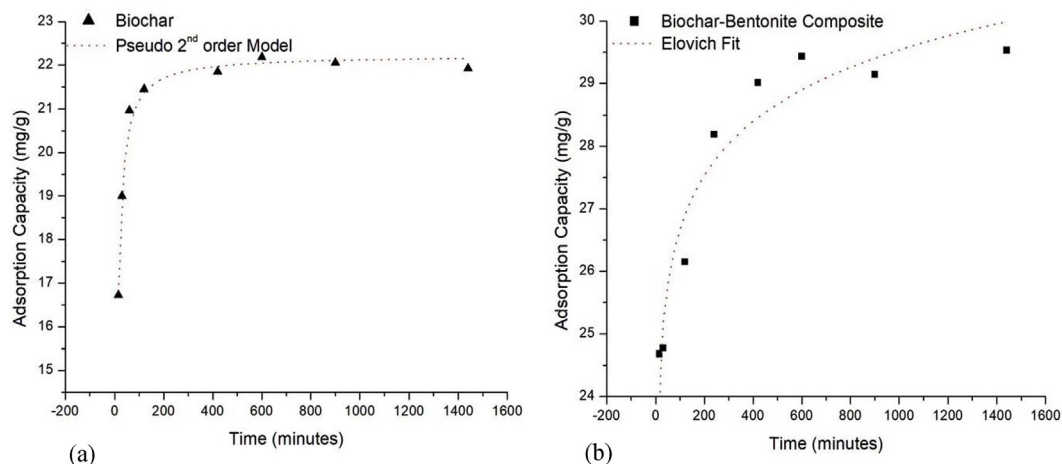 Biochar
Pseudo 2nd order Model
23
22
21
20
19
18
17
16
15
Adsorption Capacity (mg/g)
-200 0 200 400 600 800 1000 1200 1400 1600
Time (minutes)
(a)
Biochar-Bentonite Composite
Elovich Fit
30
29
28
27
26
25
24
Adsorption Capacity (mg/g)
-200 0 200 400 600 800 1000 1200 1400 1600
Time (minutes)
(b)